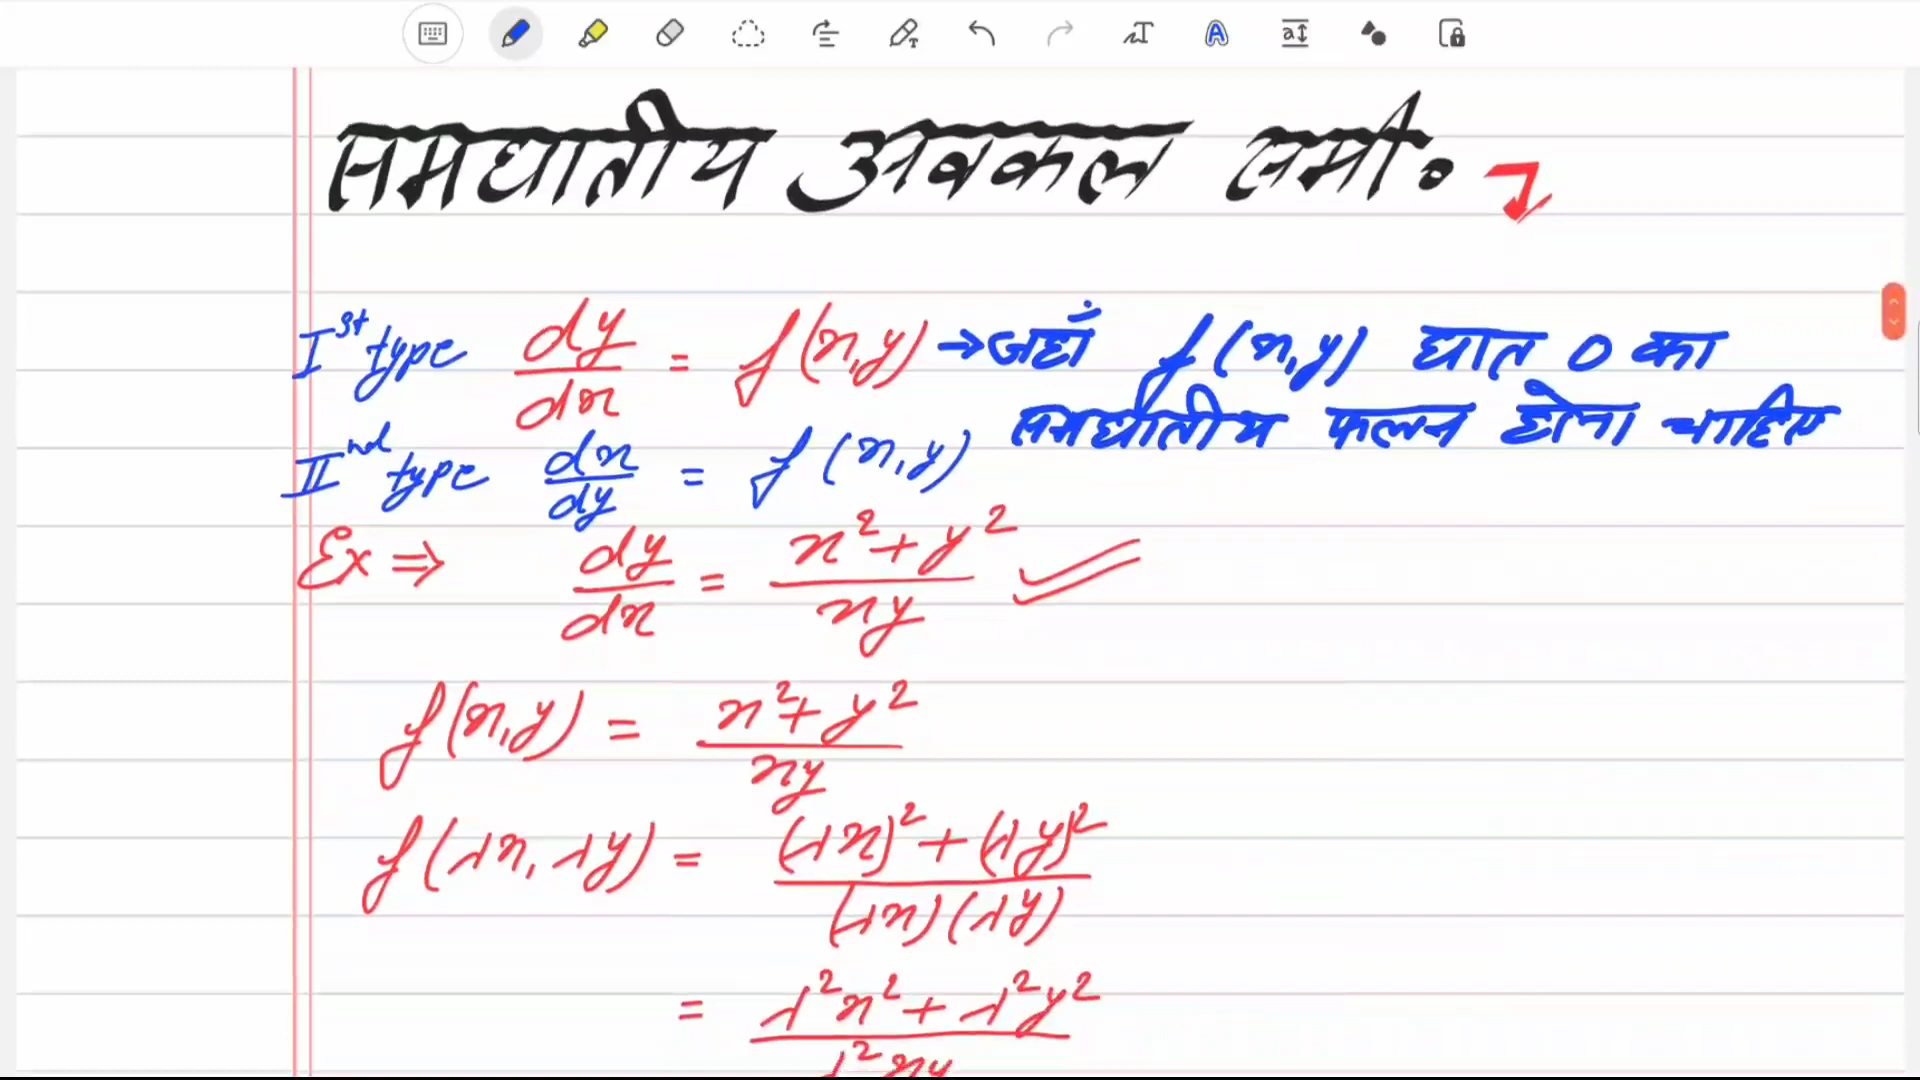 समघातीय अवकल समी०
Ist type dy/dx = f(x,y) → जहाँ f(x,y) घात 0 का
समघातीय फलन होना चाहिए
IInd type dx/dy = f(x,y)
Ex ⇒ dy/dx = x²+y²/xy
f(x,y) = x²+y²/xy
f(λx, λy) = (λx)²+(λy)²/(λx)(λy)
= λ²x²+λ²y²/λ²xy